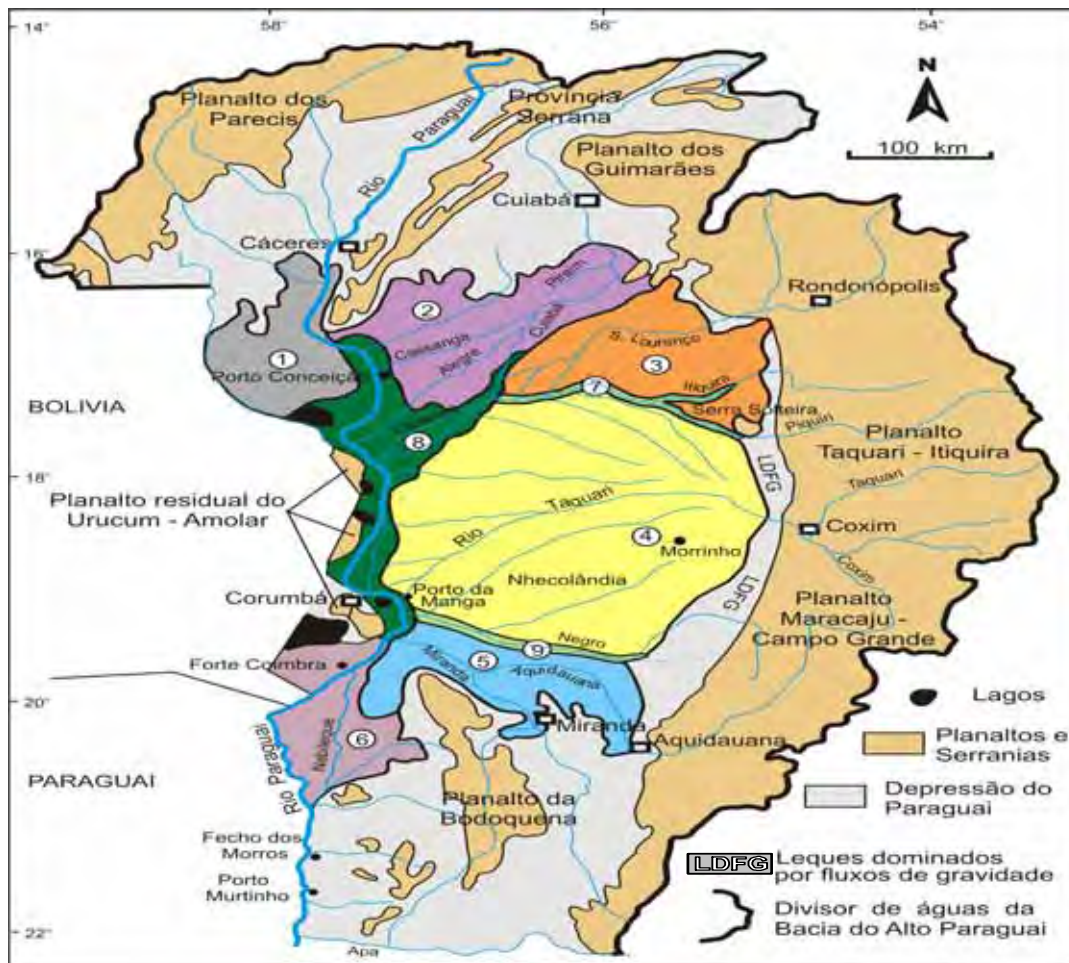 58°
56°
54°
14°
N
100 km
Planalto dos
Parecis
Província
Serrana
Rio Paraguai
Planalto dos
Guimarães
Cuiabá
Cáceres
16°
Rondonópolis
2
Piraim
Cuiabá
Cassange
Alegre
1
Porto Conceição
S. Lourenço
3
Itiquira
7
Serra Solteira
Piquiri
BOLIVIA
8
LDFG
Planalto
Taquari - Itiquira
18°
Planalto residual do
Urucum - Amolar
Rio Taquari
Taquari
Coxim
4
Morrinho
Coxim
Nhecolândia
LDFG
Corumbá
Porto da
Manga
Planalto
Maracaju -
Campo Grande
Negro
9
Forte Coimbra
5
Miranda
Aquidauana
20°
Lagos
Miranda
Aquidauana
6
Nabileque
Rio Paraguai
Planaltos e
Serranias
PARAGUAI
Planalto da
Bodoquena
Depressão do
Paraguai
Fecho dos
Morros
Porto
Murtinho
LDFG Leques dominados
por fluxos de gravidade
Divisor de águas da
Bacia do Alto Paraguai
22°
Apa